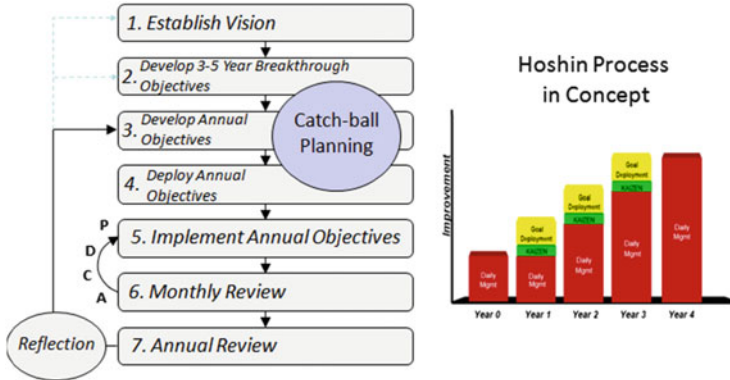 1. Establish Vision
2. Develop 3-5 Year Breakthrough
Objectives
3. Develop Annual
Objectives
Catch-ball
Planning
4. Deploy Annual
Objectives
P
D
C
A
5. Implement Annual Objectives
6. Monthly Review
7. Annual Review
Reflection
Hoshin Process
in Concept
Improvement
Daily
Mgmt
Goal
Deployment
KAIZEN
Daily
Mgmt
Goal
Deployment
KAIZEN
Daily
Mgmt
Goal
Deployment
KAIZEN
Daily
Mgmt
Daily
Mgmt
Year 0
Year 1
Year 2
Year 3
Year 4